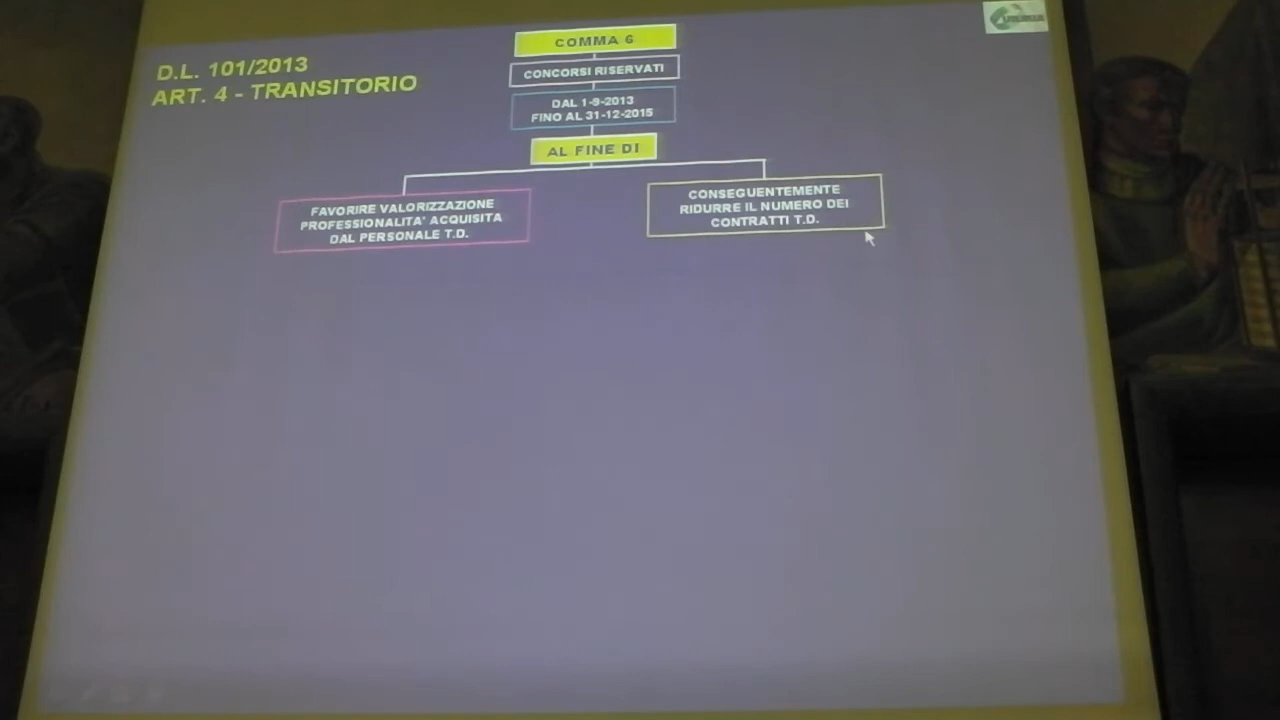 D.L. 101/2013
ART. 4 - TRANSITORIO
COMMA 6
CONCORSI RISERVATI
DAL 1-9-2013
FINO AL 31-12-2015
AL FINE DI
FAVORIRE VALORIZZAZIONE
PROFESSIONALITA' ACQUISITA
DAL PERSONALE T.D.
CONSEGUENTEMENTE
RIDURRE IL NUMERO DEI
CONTRATTI T.D.